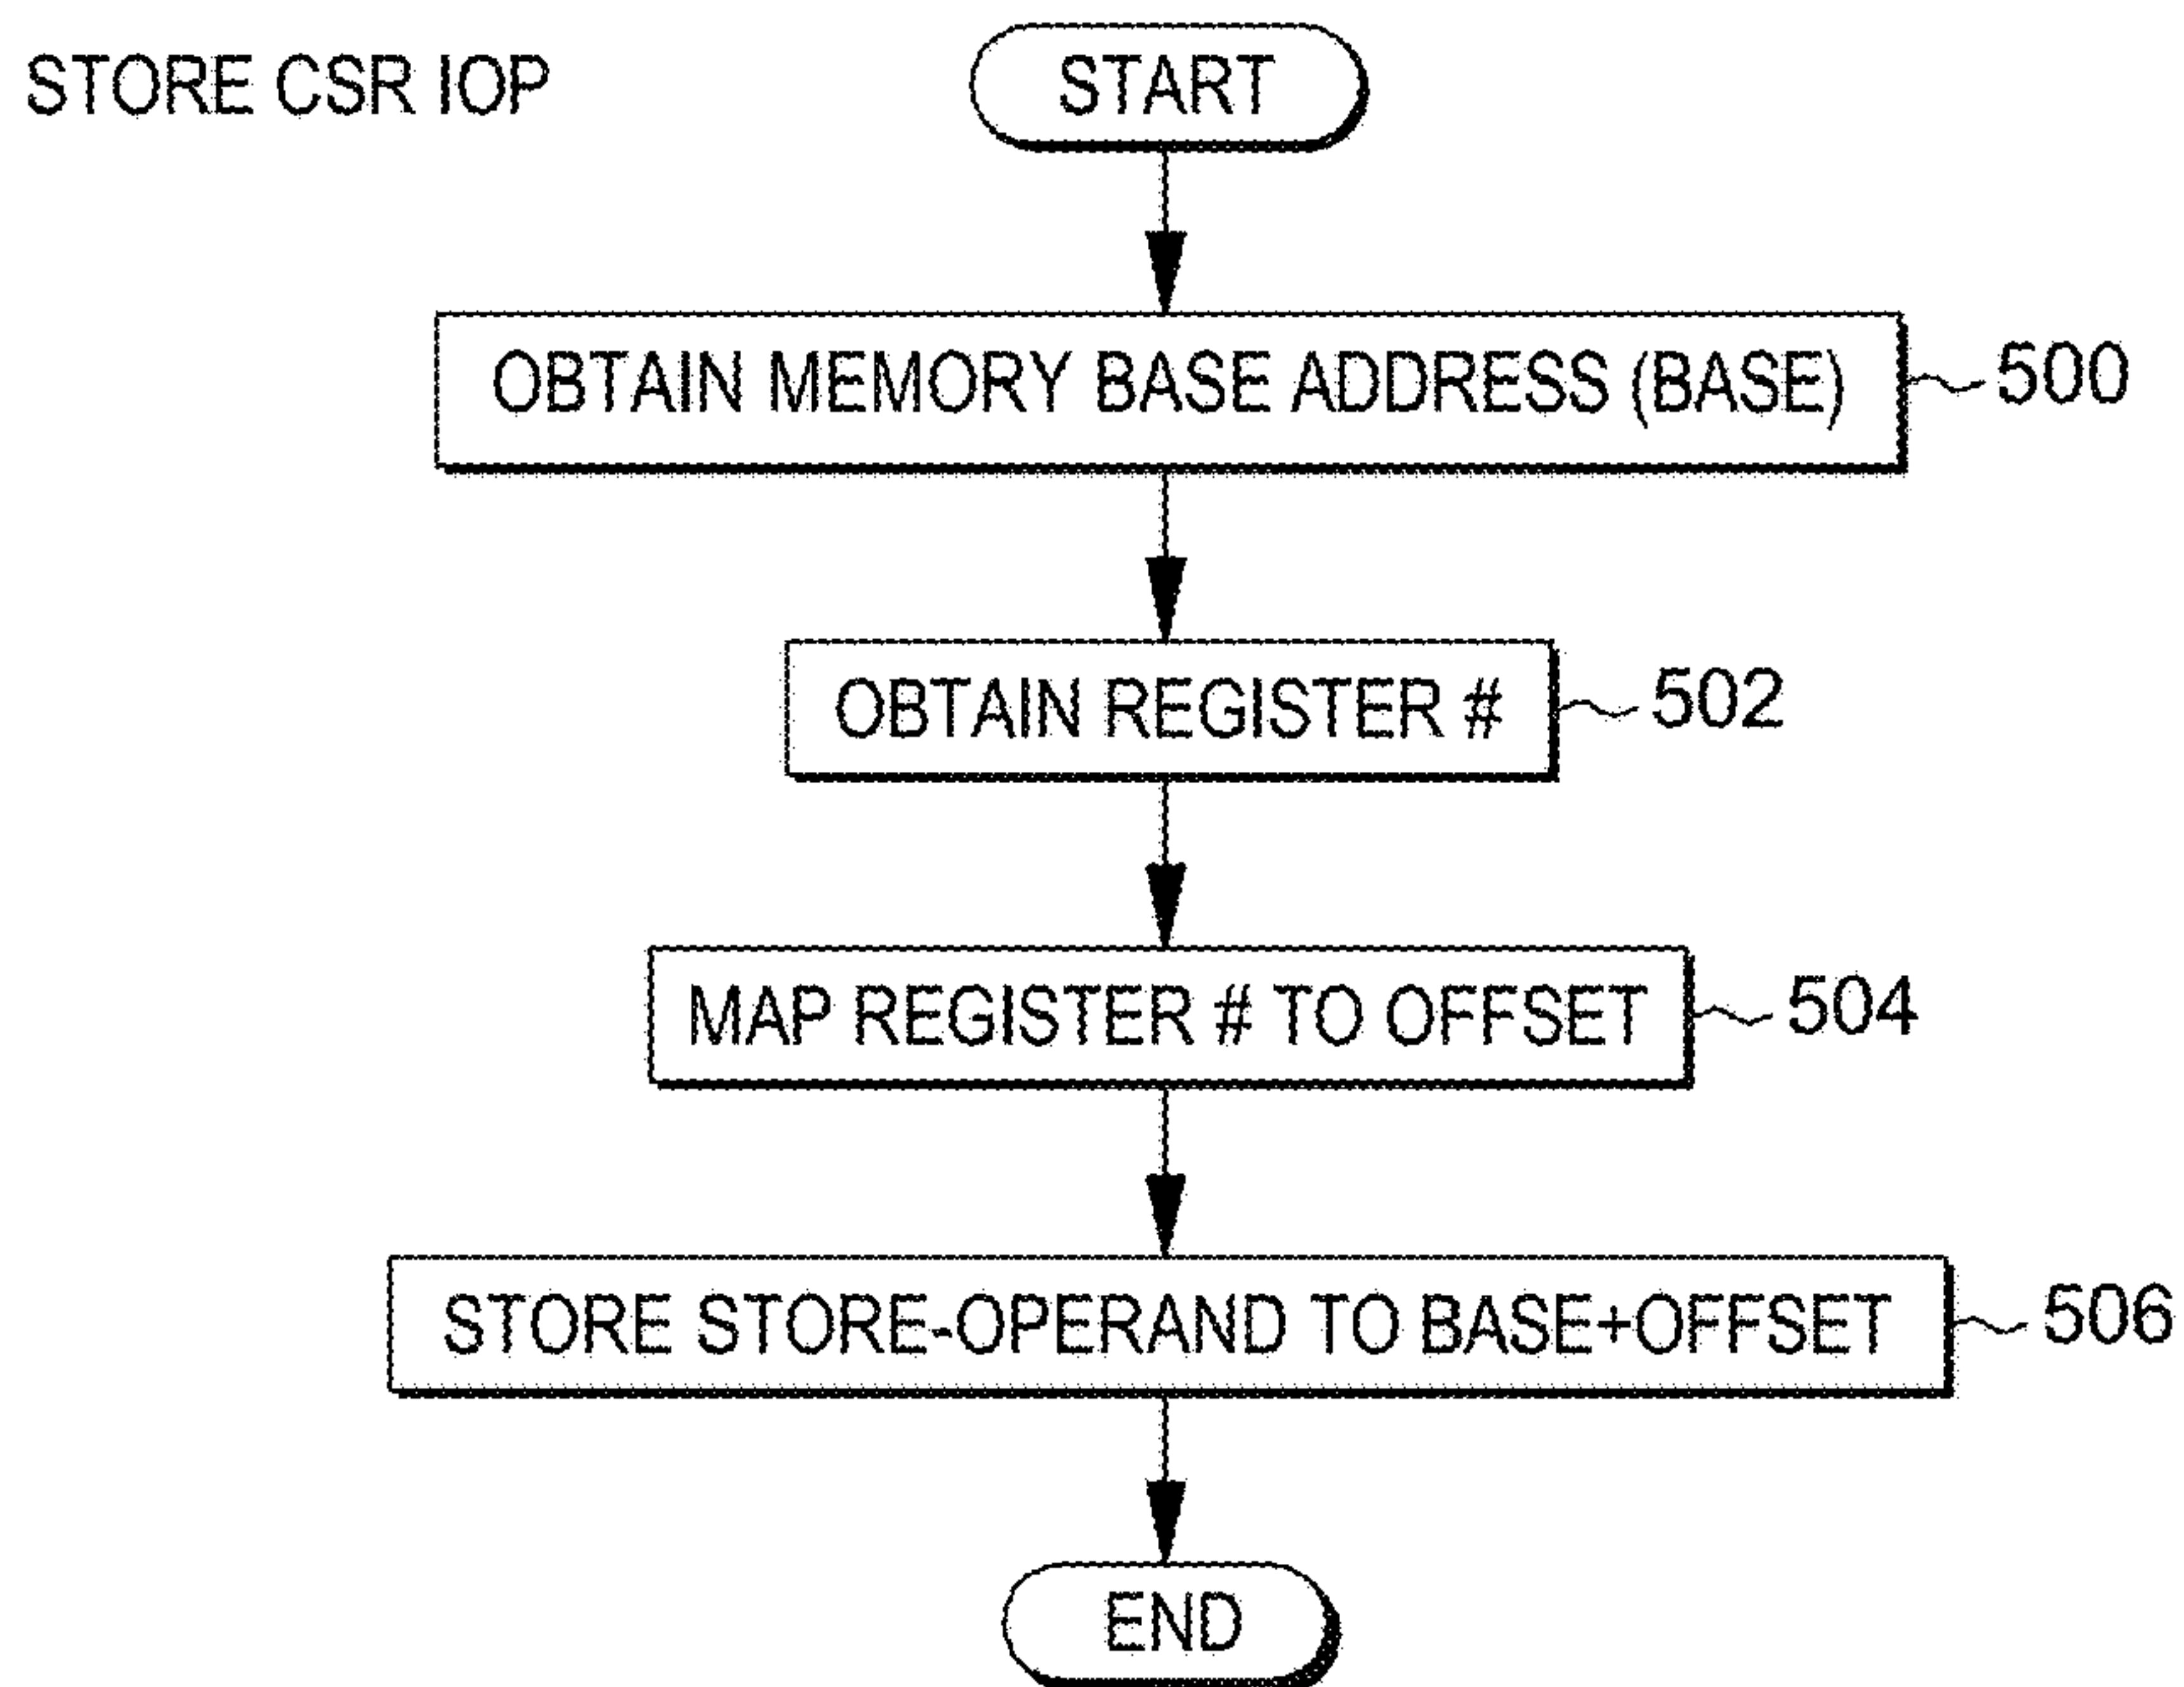 STORE CSR IOP
START
OBTAIN MEMORY BASE ADDRESS (BASE)
500
OBTAIN REGISTER #
502
MAP REGISTER # TO OFFSET
504
STORE STORE-OPERAND TO BASE+OFFSET
506
END